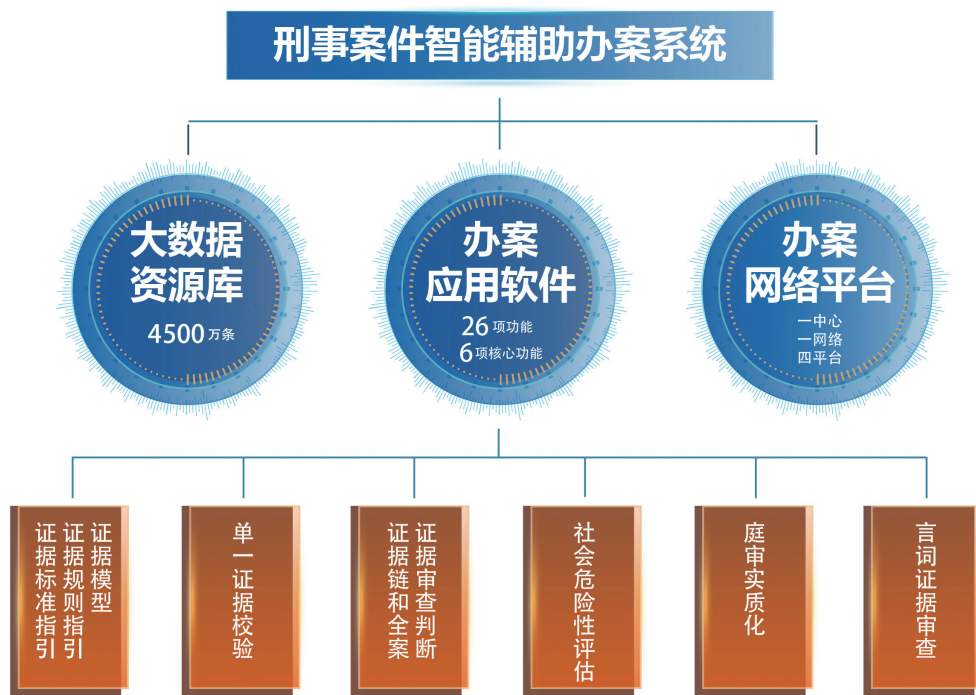 刑事案件智能辅助办案系统
大数据
资源库
4500万条
办案
应用软件
26项功能
6项核心功能
办案
网络平台
一中心
一网络
四平台
证据标准指引
证据规则指引
证据模型
单一证据校验
证据链和全案
证据审查判断
社会危险性评估
庭审实质化
言词证据审查